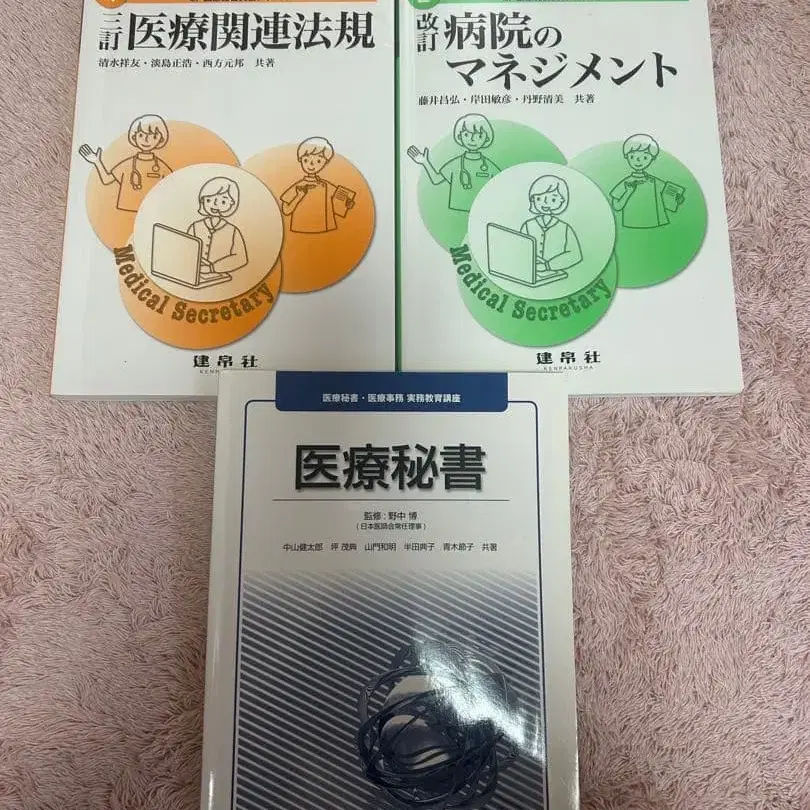 三訂 医療関連法規
清水祥友・淡島正浩・西方元邦 共著
Medical Secretary
建帛社
KENPAKUSHA
改訂 病院の
マネジメント
藤井昌弘・岸田敏彦・丹野清美 共著
Medical Secretary
建帛社
KENPAKUSHA
医療秘書・医療事務 実務教育講座
医療秘書
監修：野中 博
（日本医師会常任理事）
中山健太郎 坪 茂典 山門和明 半田典子 青木節子 共著